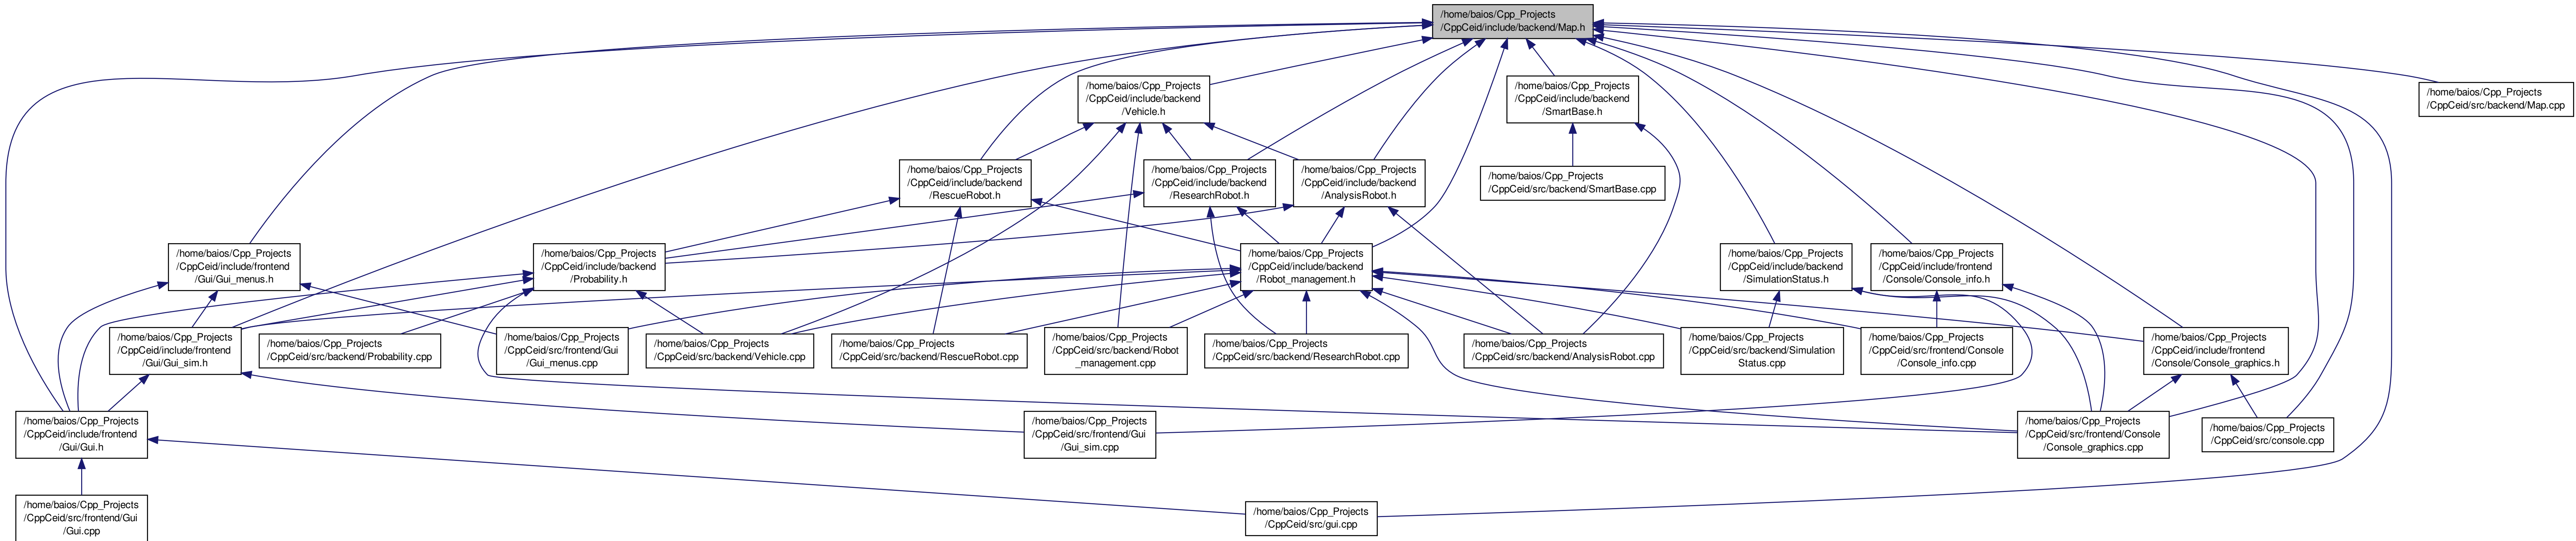 /home/baios/Cpp_Projects
/CppCeid/include/backend/Map.h
/home/baios/Cpp_Projects
/CppCeid/include/backend
/Vehicle.h
/home/baios/Cpp_Projects
/CppCeid/include/backend
/SmartBase.h
/home/baios/Cpp_Projects
/CppCeid/src/backend/Map.cpp
/home/baios/Cpp_Projects
/CppCeid/include/backend
/RescueRobot.h
/home/baios/Cpp_Projects
/CppCeid/include/backend
/ResearchRobot.h
/home/baios/Cpp_Projects
/CppCeid/include/backend
/AnalysisRobot.h
/home/baios/Cpp_Projects
/CppCeid/src/backend/SmartBase.cpp
/home/baios/Cpp_Projects
/CppCeid/include/frontend
/Gui/Gui_menus.h
/home/baios/Cpp_Projects
/CppCeid/include/backend
/Probability.h
/home/baios/Cpp_Projects
/CppCeid/include/backend
/Robot_management.h
/home/baios/Cpp_Projects
/CppCeid/include/backend
/SimulationStatus.h
/home/baios/Cpp_Projects
/CppCeid/include/frontend
/Console/Console_info.h
/home/baios/Cpp_Projects
/CppCeid/include/frontend
/Gui/Gui_sim.h
/home/baios/Cpp_Projects
/CppCeid/src/backend/Probability.cpp
/home/baios/Cpp_Projects
/CppCeid/src/frontend/Gui
/Gui_menus.cpp
/home/baios/Cpp_Projects
/CppCeid/src/backend/Vehicle.cpp
/home/baios/Cpp_Projects
/CppCeid/src/backend/RescueRobot.cpp
/home/baios/Cpp_Projects
/CppCeid/src/backend/Robot
_management.cpp
/home/baios/Cpp_Projects
/CppCeid/src/backend/ResearchRobot.cpp
/home/baios/Cpp_Projects
/CppCeid/src/backend/AnalysisRobot.cpp
/home/baios/Cpp_Projects
/CppCeid/src/backend/Simulation
Status.cpp
/home/baios/Cpp_Projects
/CppCeid/src/frontend/Console
/Console_info.cpp
/home/baios/Cpp_Projects
/CppCeid/include/frontend
/Console/Console_graphics.h
/home/baios/Cpp_Projects
/CppCeid/include/frontend
/Gui/Gui.h
/home/baios/Cpp_Projects
/CppCeid/src/frontend/Gui
/Gui_sim.cpp
/home/baios/Cpp_Projects
/CppCeid/src/frontend/Console
/Console_graphics.cpp
/home/baios/Cpp_Projects
/CppCeid/src/console.cpp
/home/baios/Cpp_Projects
/CppCeid/src/frontend/Gui
/Gui.cpp
/home/baios/Cpp_Projects
/CppCeid/src/gui.cpp